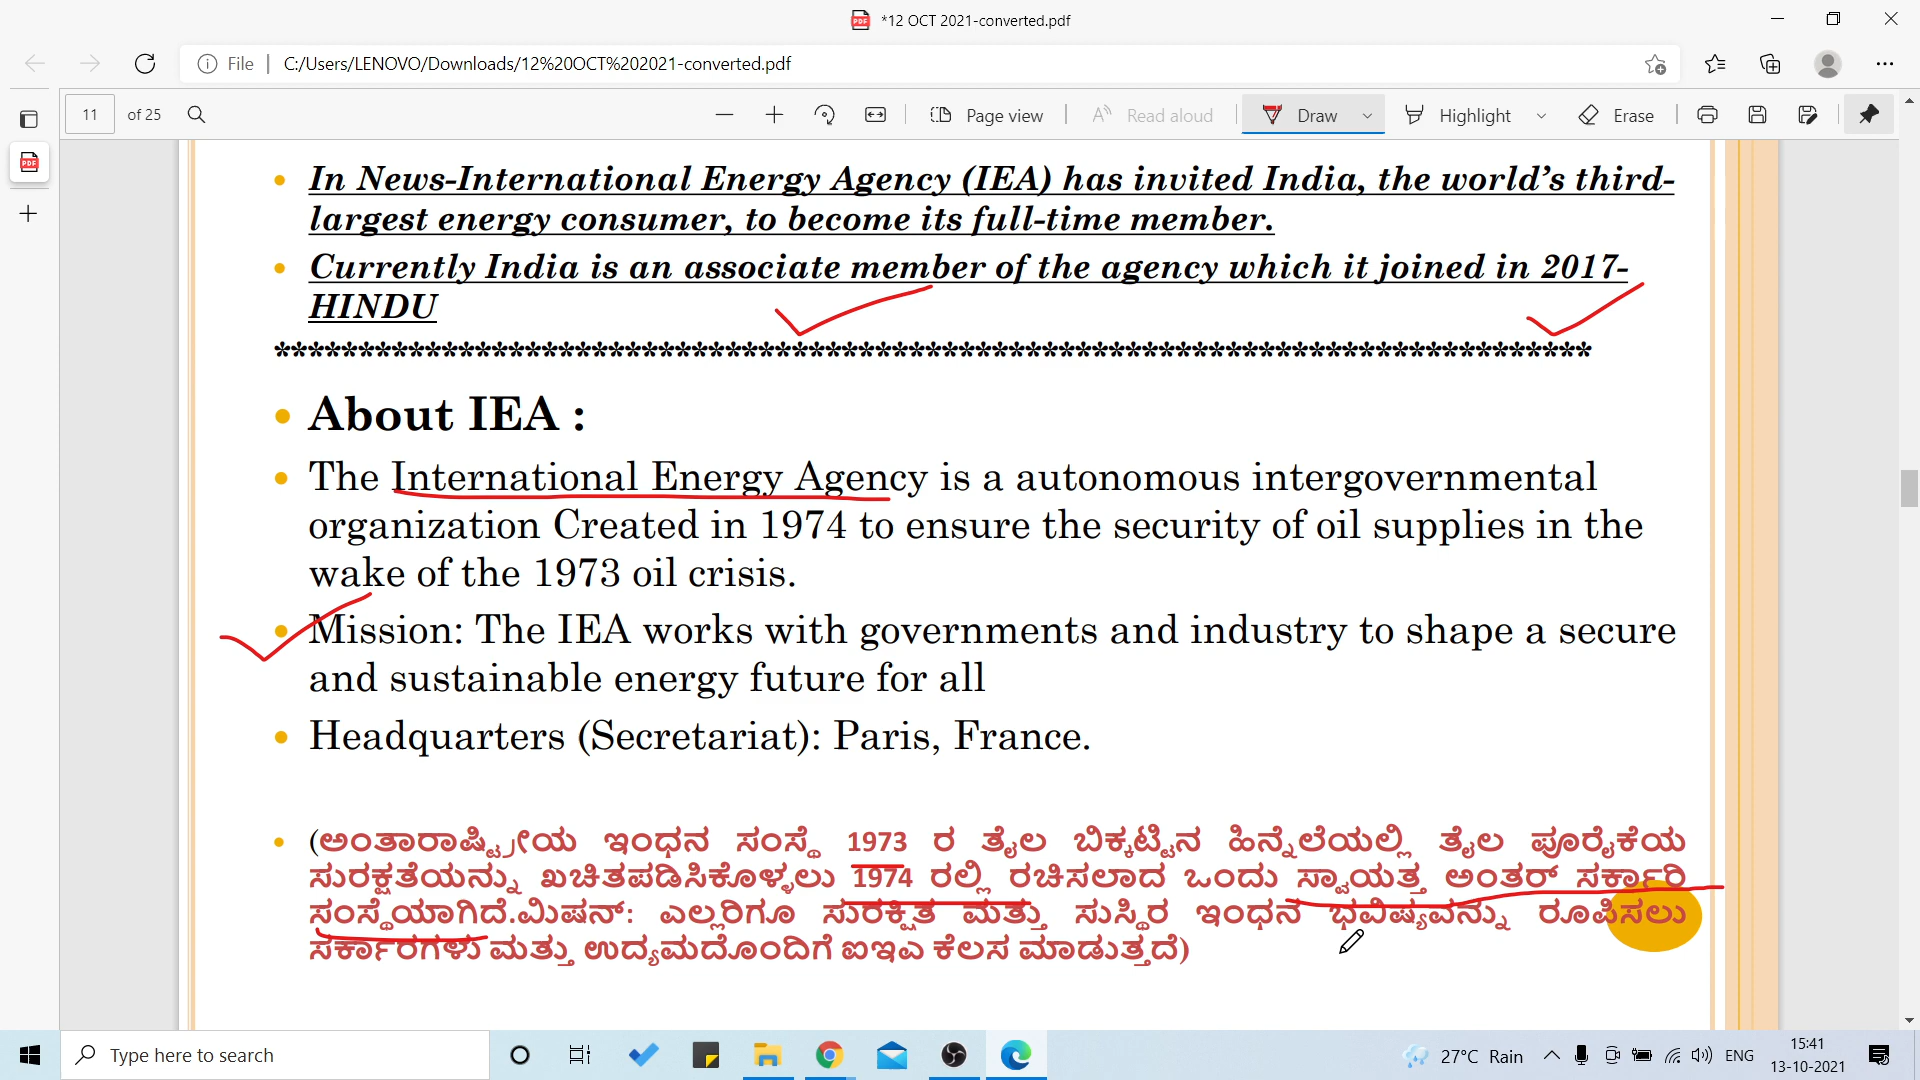 *12 OCT 2021-converted.pdf
File | C:/Users/LENOVO/Downloads/12%20OCT%202021-converted.pdf
11 of 25 Page view Read aloud Draw Highlight Erase
In News-International Energy Agency (IEA) has invited India, the world's third-
largest energy consumer, to become its full-time member.
Currently India is an associate member of the agency which it joined in 2017-
HINDU
About IEA :
The International Energy Agency is a autonomous intergovernmental
organization Created in 1974 to ensure the security of oil supplies in the
wake of the 1973 oil crisis.
Mission: The IEA works with governments and industry to shape a secure
and sustainable energy future for all
Headquarters (Secretariat): Paris, France.
(ಅಂತಾರಾಷ್ಟ್ರೀಯ ಇಂಧನ ಸಂಸ್ಥೆ 1973 ರ ತೈಲ ಬಿಕ್ಕಟ್ಟಿನ ಹಿನ್ನೆಲೆಯಲ್ಲಿ ತೈಲ ಪೂರೈಕೆಯ
ಸುರಕ್ಷತೆಯನ್ನು ಖಚಿತಪಡಿಸಿಕೊಳ್ಳಲು 1974 ರಲ್ಲಿ ರಚಿಸಲಾದ ಒಂದು ಸ್ವಾಯತ್ತ ಅಂತರ್ ಸರ್ಕಾರಿ
ಸಂಸ್ಥೆಯಾಗಿದೆ.ಮಿಷನ್: ಎಲ್ಲರಿಗೂ ಸುರಕ್ಷಿತ ಮತ್ತು ಸುಸ್ಥಿರ ಇಂಧನ ಭವಿಷ್ಯವನ್ನು ರೂಪಿಸಲು
ಸರ್ಕಾರಗಳು ಮತ್ತು ಉದ್ಯಮದೊಂದಿಗೆ ಐಇಎ ಕೆಲಸ ಮಾಡುತ್ತದೆ)
Type here to search 27°C Rain ENG 15:41
13-10-2021